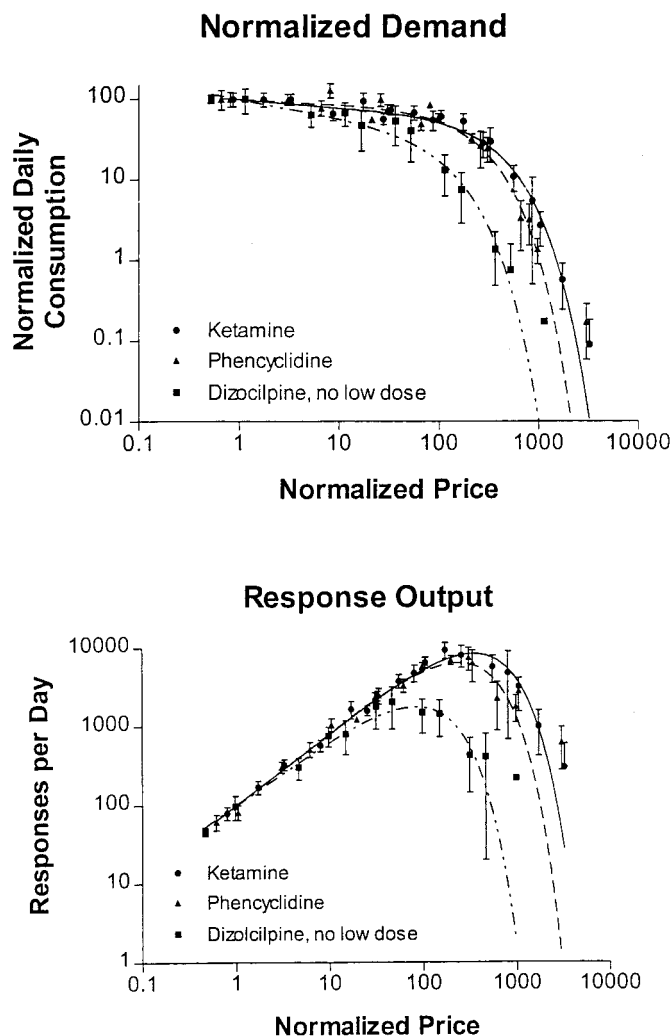 Normalized Demand
Normalized Daily
Consumption
100
10
1
0.1
0.01
Ketamine
Phencyclidine
Dizocilpine, no low dose
0.1
1
10
100
1000
10000
Normalized Price
Response Output
Responses per Day
10000
1000
100
10
1
Ketamine
Phencyclidine
Dizolcilpine, no low dose
0.1
1
10
100
1000
10000
Normalized Price